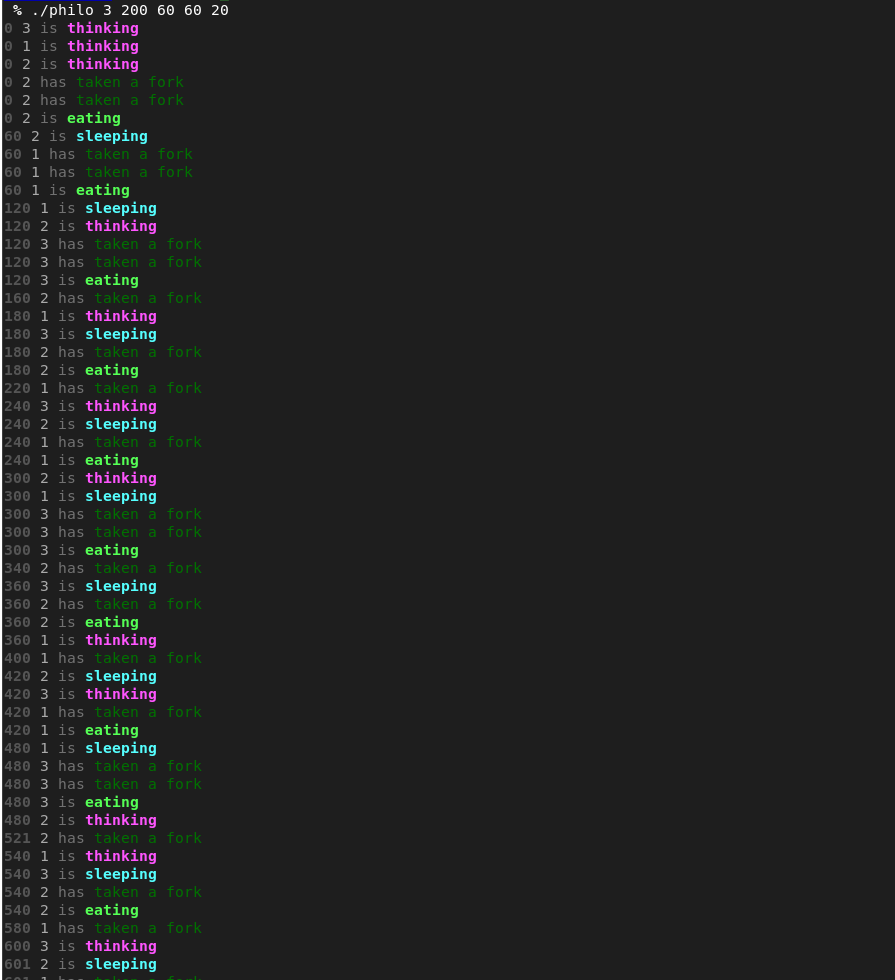 % ./philo 3 200 60 60 20
0 3 is thinking
0 1 is thinking
0 2 is thinking
0 2 has taken a fork
0 2 has taken a fork
0 2 is eating
60 2 is sleeping
60 1 has taken a fork
60 1 has taken a fork
60 1 is eating
120 1 is sleeping
120 2 is thinking
120 3 has taken a fork
120 3 has taken a fork
120 3 is eating
160 2 has taken a fork
180 1 is thinking
180 3 is sleeping
180 2 has taken a fork
180 2 is eating
220 1 has taken a fork
240 3 is thinking
240 2 is sleeping
240 1 has taken a fork
240 1 is eating
300 2 is thinking
300 1 is sleeping
300 3 has taken a fork
300 3 has taken a fork
300 3 is eating
340 2 has taken a fork
360 3 is sleeping
360 2 has taken a fork
360 2 is eating
360 1 is thinking
400 1 has taken a fork
420 2 is sleeping
420 3 is thinking
420 1 has taken a fork
420 1 is eating
480 1 is sleeping
480 3 has taken a fork
480 3 has taken a fork
480 3 is eating
480 2 is thinking
521 2 has taken a fork
540 1 is thinking
540 3 is sleeping
540 2 has taken a fork
540 2 is eating
580 1 has taken a fork
600 3 is thinking
601 2 is sleeping
601 1 has taken a fork